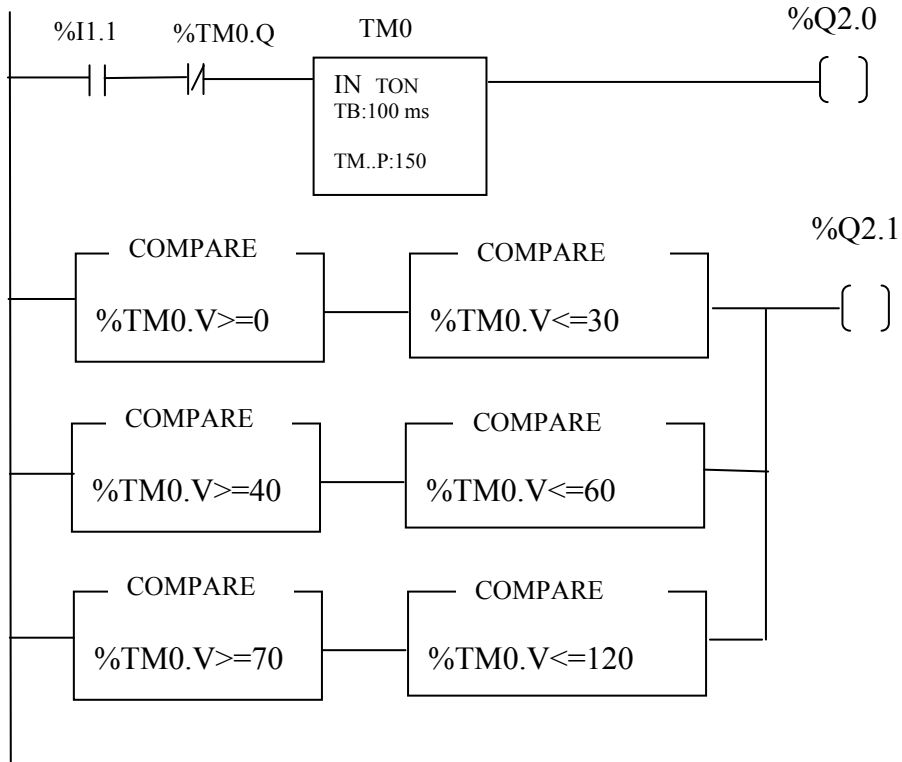 %I1.1 %TM0.Q TM0 %Q2.0
IN TON
TB:100 ms
TM..P:150
%Q2.1
COMPARE COMPARE
%TM0.V>=0 %TM0.V<=30
COMPARE COMPARE
%TM0.V>=40 %TM0.V<=60
COMPARE COMPARE
%TM0.V>=70 %TM0.V<=120